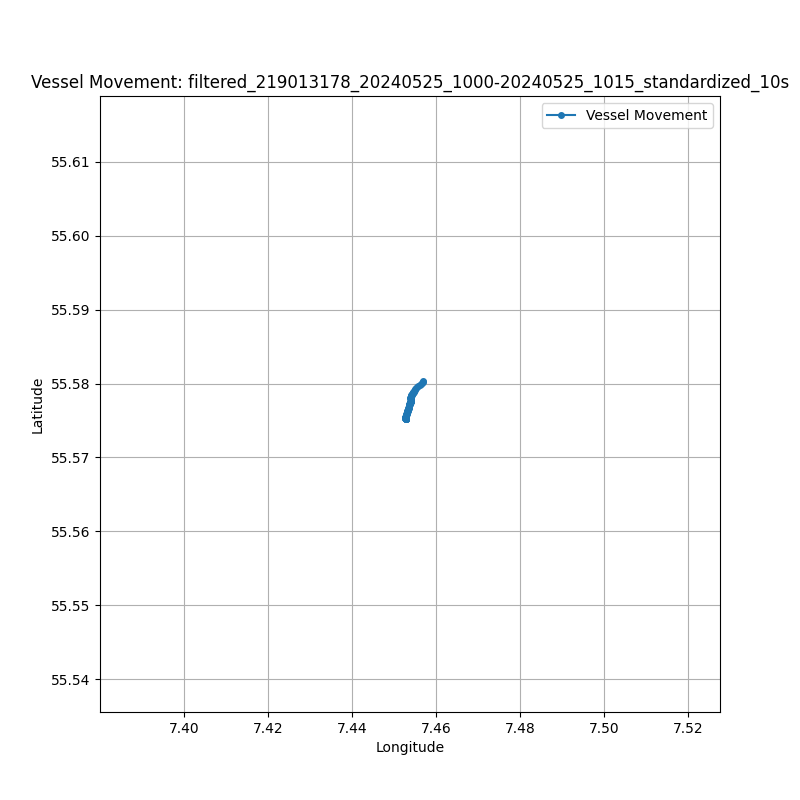 Vessel Movement: filtered_219013178_20240525_1000-20240525_1015_standardized_10s
Vessel Movement
55.61
55.60
55.59
55.58
55.57
55.56
55.55
55.54
Latitude
7.40 7.42 7.44 7.46 7.48 7.50 7.52
Longitude